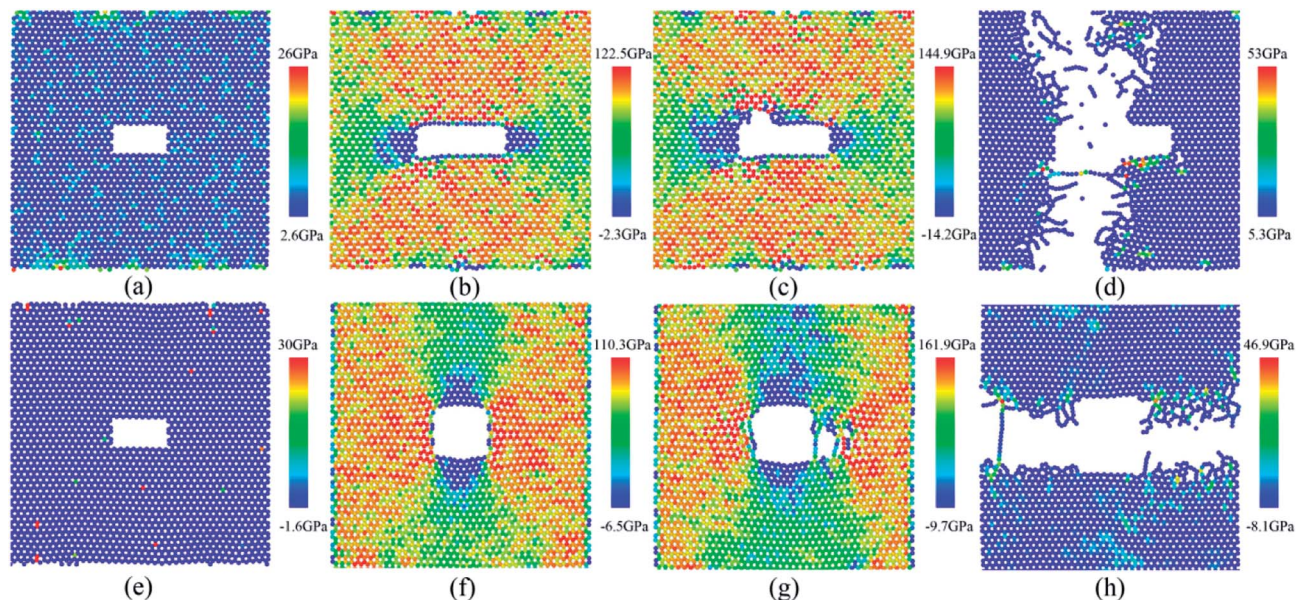 26GPa
2.6GPa
122.5GPa
-2.3GPa
144.9GPa
-14.2GPa
53GPa
5.3GPa
(a)
(b)
(c)
(d)
30GPa
-1.6GPa
110.3GPa
-6.5GPa
161.9GPa
-9.7GPa
46.9GPa
-8.1GPa
(e)
(f)
(g)
(h)